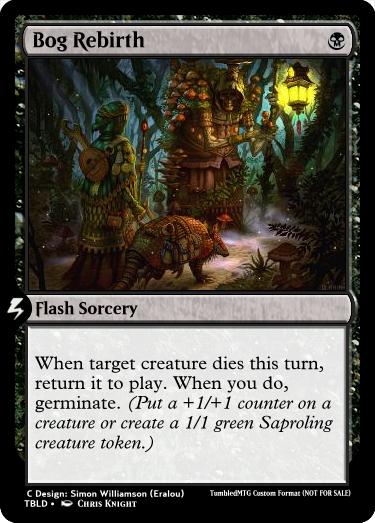 Bog Rebirth
Flash Sorcery
When target creature dies this turn,
return it to play. When you do,
germinate. (Put a +1/+1 counter on a
creature or create a 1/1 green Saproling
creature token.)
C Design: Simon Williamson (Eralou)
TumbledMTG Custom Format (NOT FOR SALE)
TBLD • Chris Knight